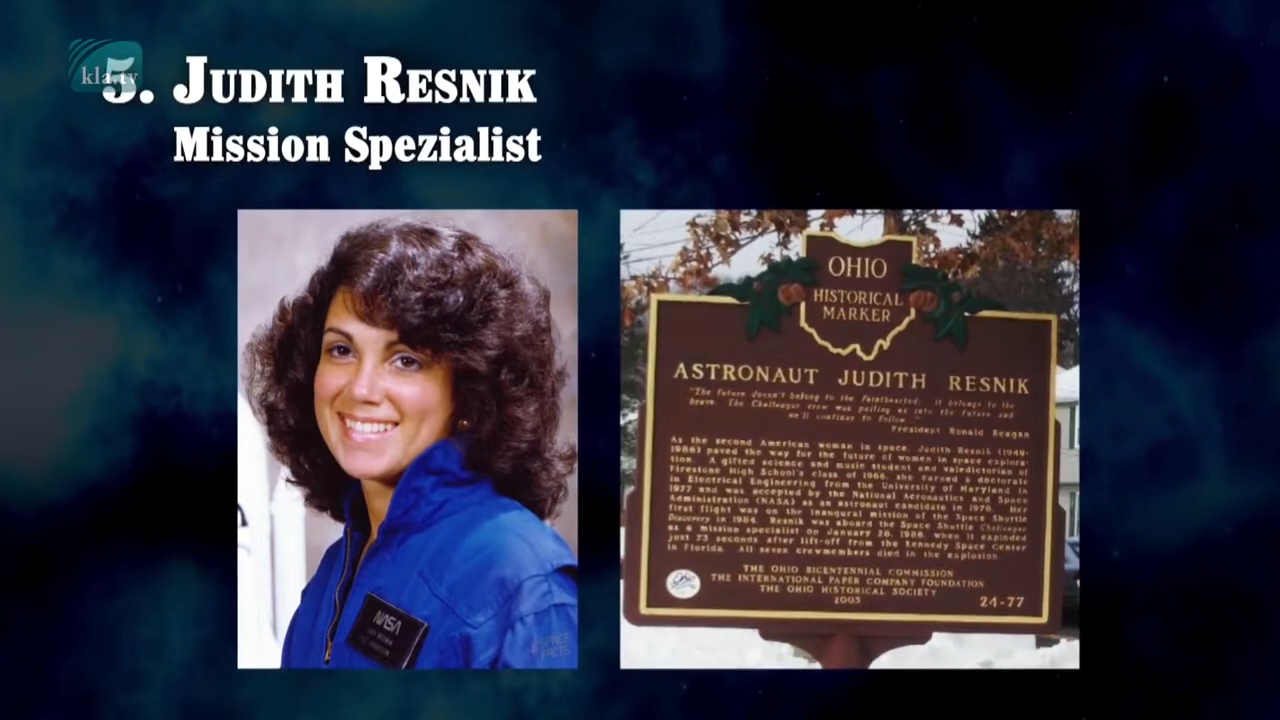 kla.tv
5. JUDITH RESNIK
Mission Spezialist
OHIO
HISTORICAL
MARKER
ASTRONAUT JUDITH RESNIK
"The future doesn't belong to the fainthearted; it belongs to the
brave. The Challenger crew was pulling us into the future and
we'll continue to follow..."
President Ronald Reagan
As the second American woman in space, Judith Resnik (1949-
1986) paved the way for the future of women in space explora-
tion. A gifted science and music student and valedictorian of
Firestone High School's class of 1966, she earned a doctorate
in Electrical Engineering from the University of Maryland in
1977 and was accepted by the National Aeronautics and Space
Administration (NASA) as an astronaut candidate in 1978. Her
first flight was on the inaugural mission of the Space Shuttle
Discovery in 1984. Resnik was aboard the Space Shuttle Challenger
as a mission specialist on January 28, 1986, when it exploded
just 73 seconds after lift-off from the Kennedy Space Center
in Florida. All seven crewmembers died in the explosion.
THE OHIO BICENTENNIAL COMMISSION
THE INTERNATIONAL PAPER COMPANY FOUNDATION
THE OHIO HISTORICAL SOCIETY
2003
24-77
NASA
SPACE
FACTS